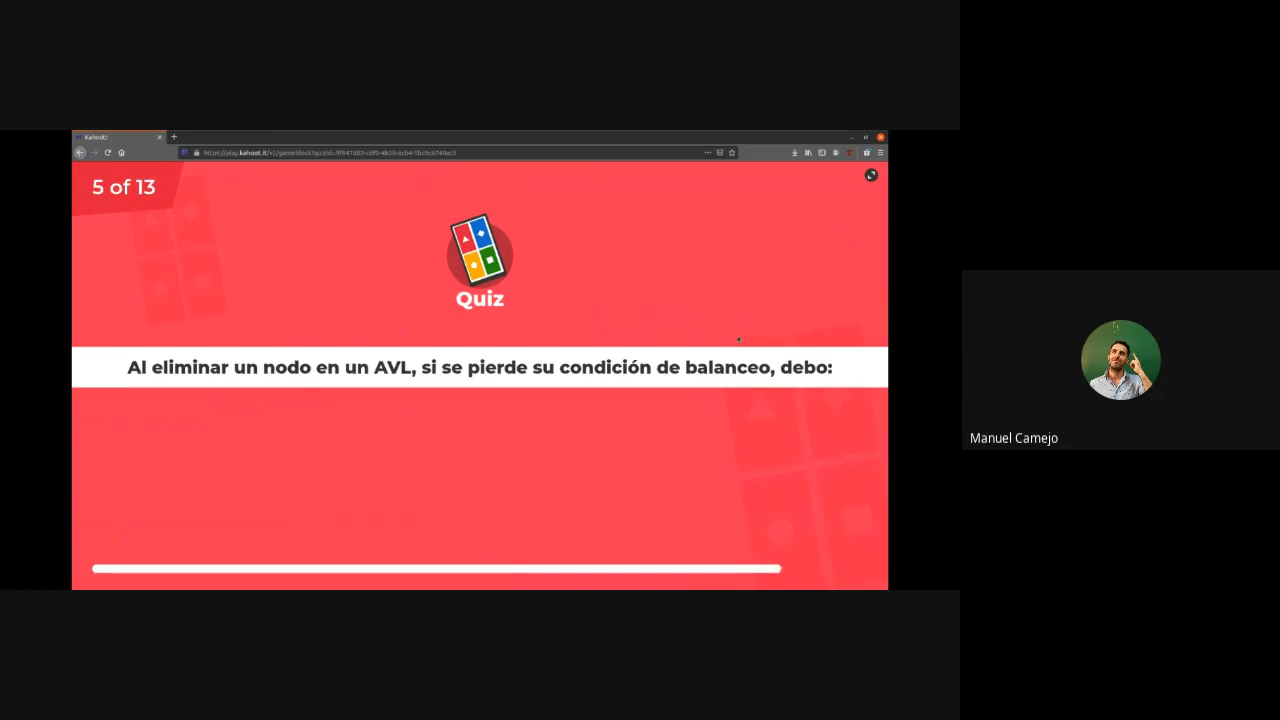 Kahoot!
5 of 13
Quiz
Al eliminar un nodo en un AVL, si se pierde su condición de balanceo, debo:
Manuel Camejo